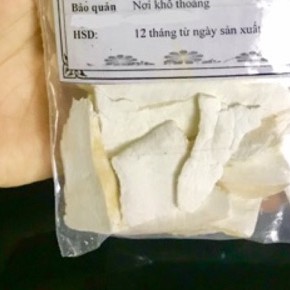 Bảo quản Nơi khô thoáng
HSD: 12 tháng từ ngày sản xuất